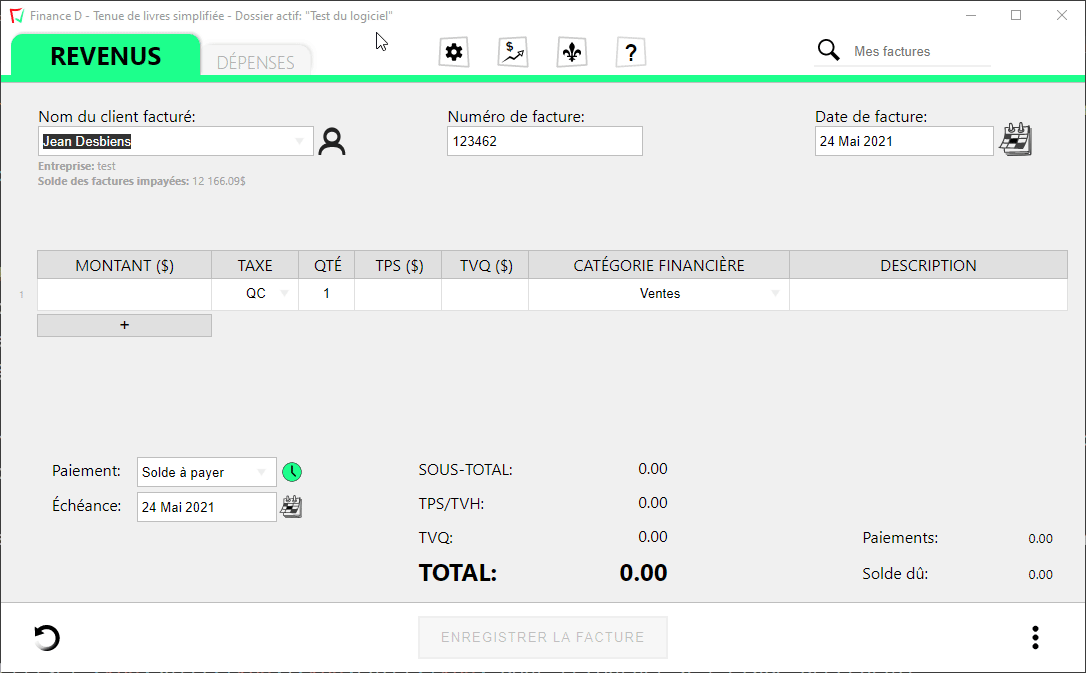 Finance D - Tenue de livres simplifiée - Dossier actif: "Test du logiciel"
REVENUS
DÉPENSES
$
?
Mes factures
Nom du client facturé:
Numéro de facture:
Date de facture:
Jean Desbiens
123462
24 Mai 2021
Entreprise: test
Solde des factures impayées: 12 166.09$
MONTANT ($) TAXE QTÉ TPS ($) TVQ ($) CATÉGORIE FINANCIÈRE DESCRIPTION
1 QC 1 Ventes
+
Paiement: Solde à payer
Échéance: 24 Mai 2021
SOUS-TOTAL: 0.00
TPS/TVH: 0.00
TVQ: 0.00
TOTAL: 0.00
Paiements: 0.00
Solde dû: 0.00
ENREGISTRER LA FACTURE